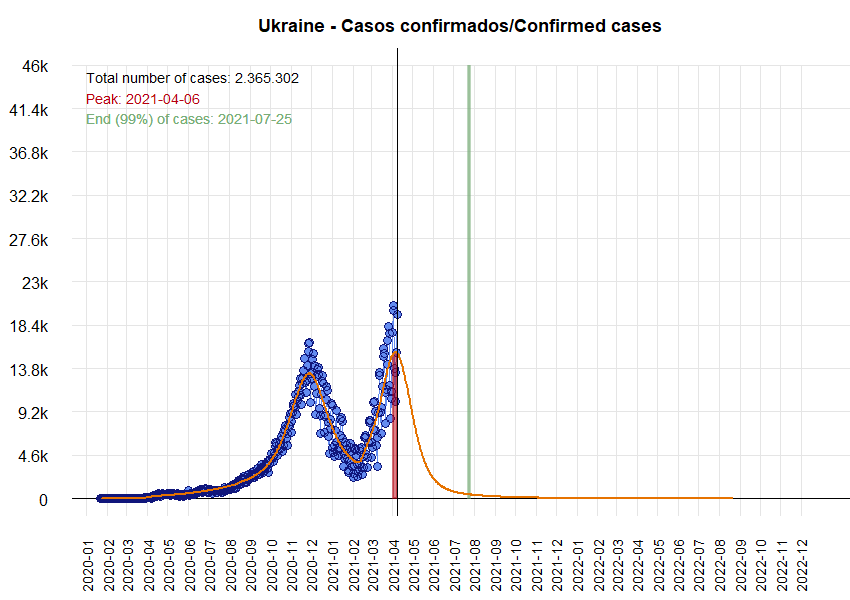 Ukraine - Casos confirmados/Confirmed cases
46k
Total number of cases: 2.365.302
Peak: 2021-04-06
41.4k
End (99%) of cases: 2021-07-25
36.8k
32.2k
27.6k
23k
18.4k
13.8k
9.2k
4.6k
0
2020-01
2020-02
2020-03
2020-04
2020-05
2020-06
2020-07
2020-08
2020-09
2020-10
2020-11
2020-12
2021-01
2021-02
2021-03
2021-04
2021-05
2021-06
2021-07
2021-08
2021-09
2021-10
2021-11
2021-12
2022-01
2022-02
2022-03
2022-04
2022-05
2022-06
2022-07
2022-08
2022-09
2022-10
2022-11
2022-12